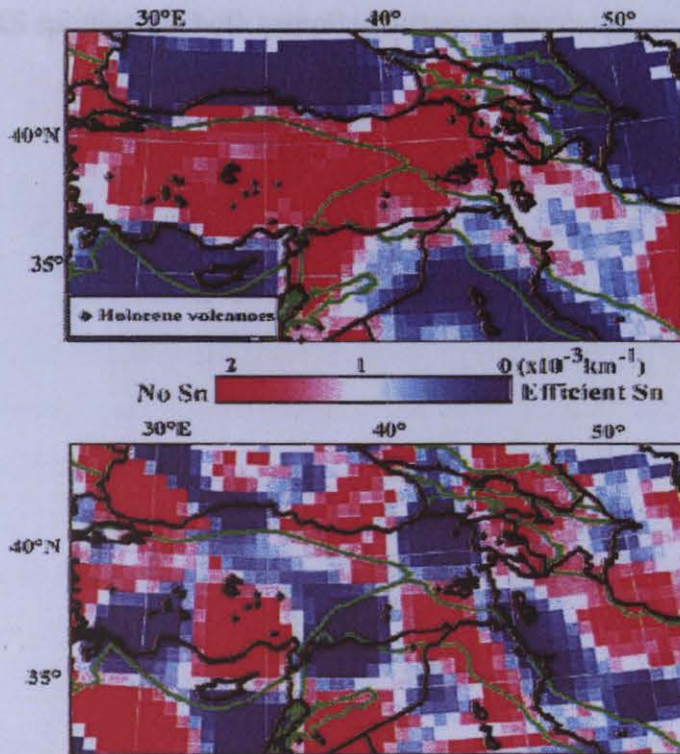 30°E 40° 50°
40°N
35°
Holocene volcanoes
2 1 0 (x10⁻³km⁻¹)
No Sn Efficient Sn
30°E 40° 50°
40°N
35°